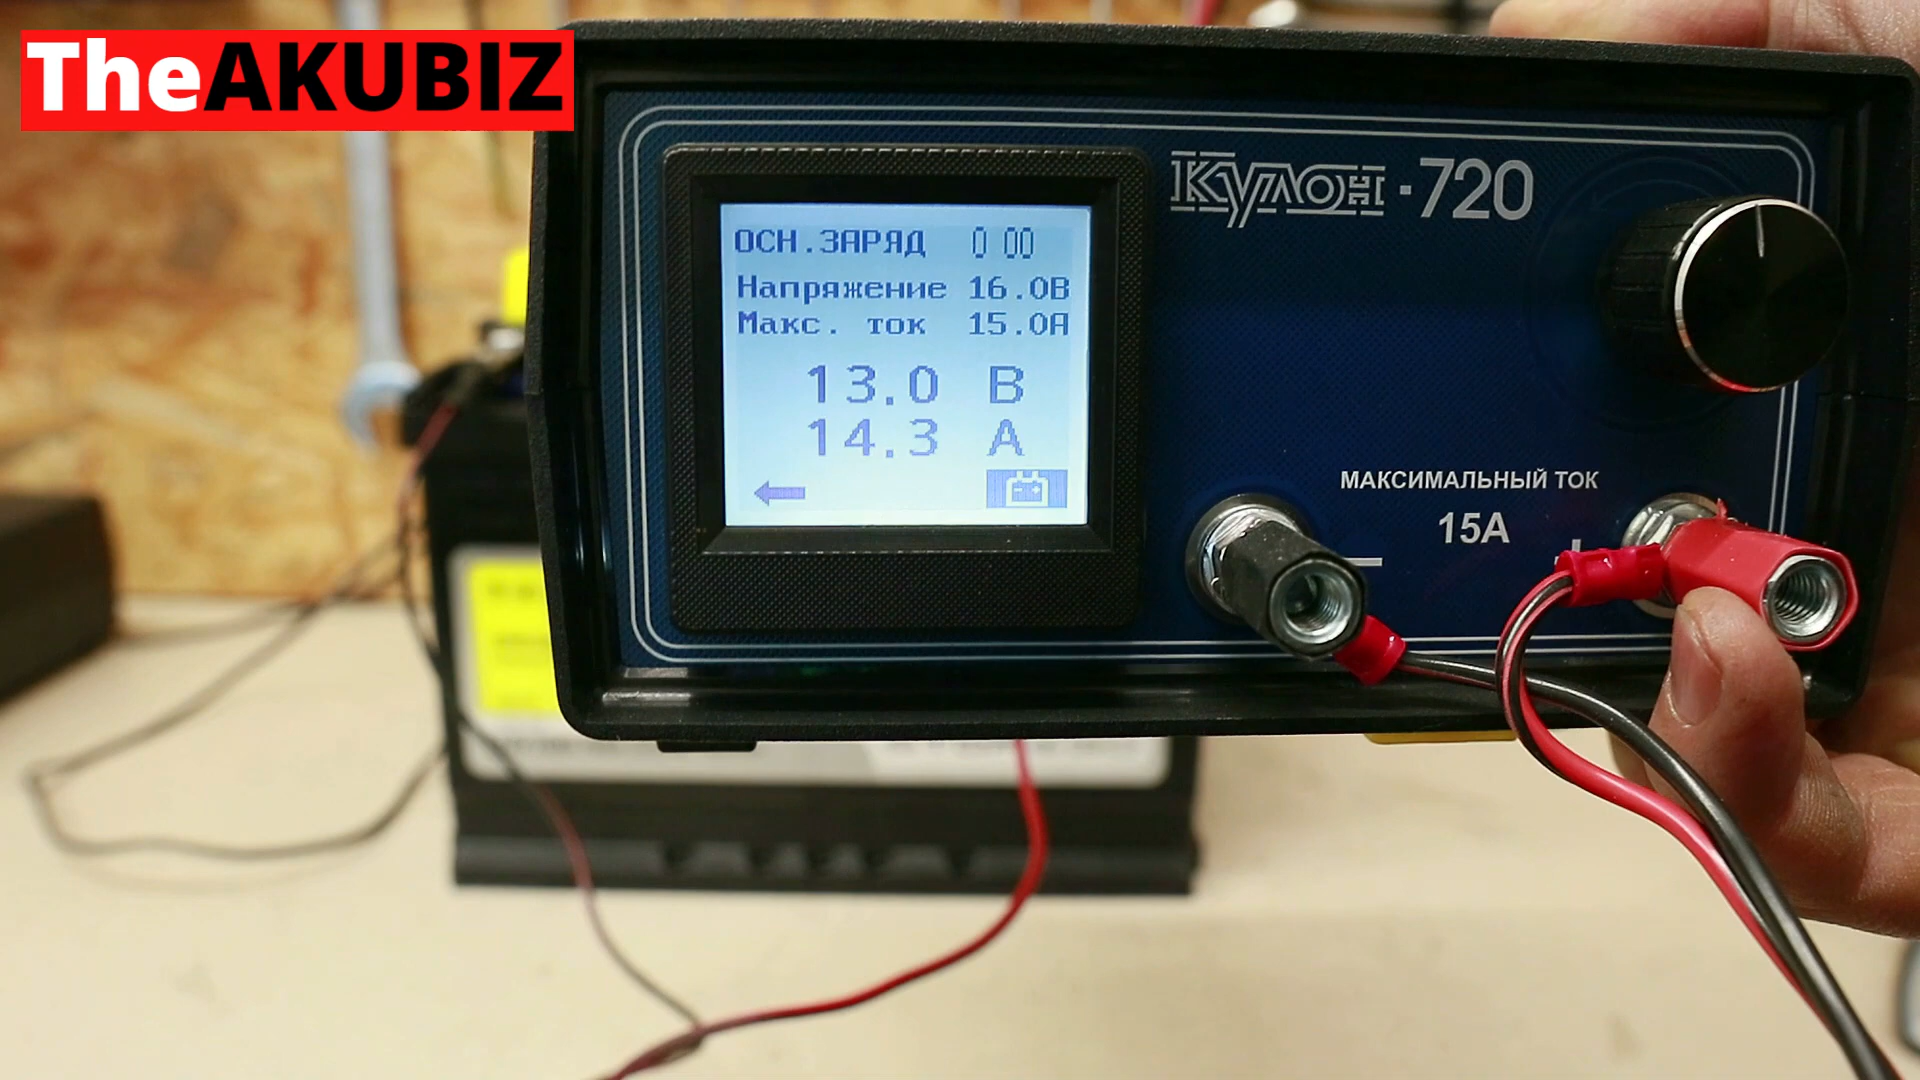 TheAKUBIZ
Кулон-720
ОСН.ЗАРЯД 0 00
Напряжение 16.0В
Макс. ток 15.0А
13.0 В
14.3 А
МАКСИМАЛЬНЫЙ ТОК
15А
− +